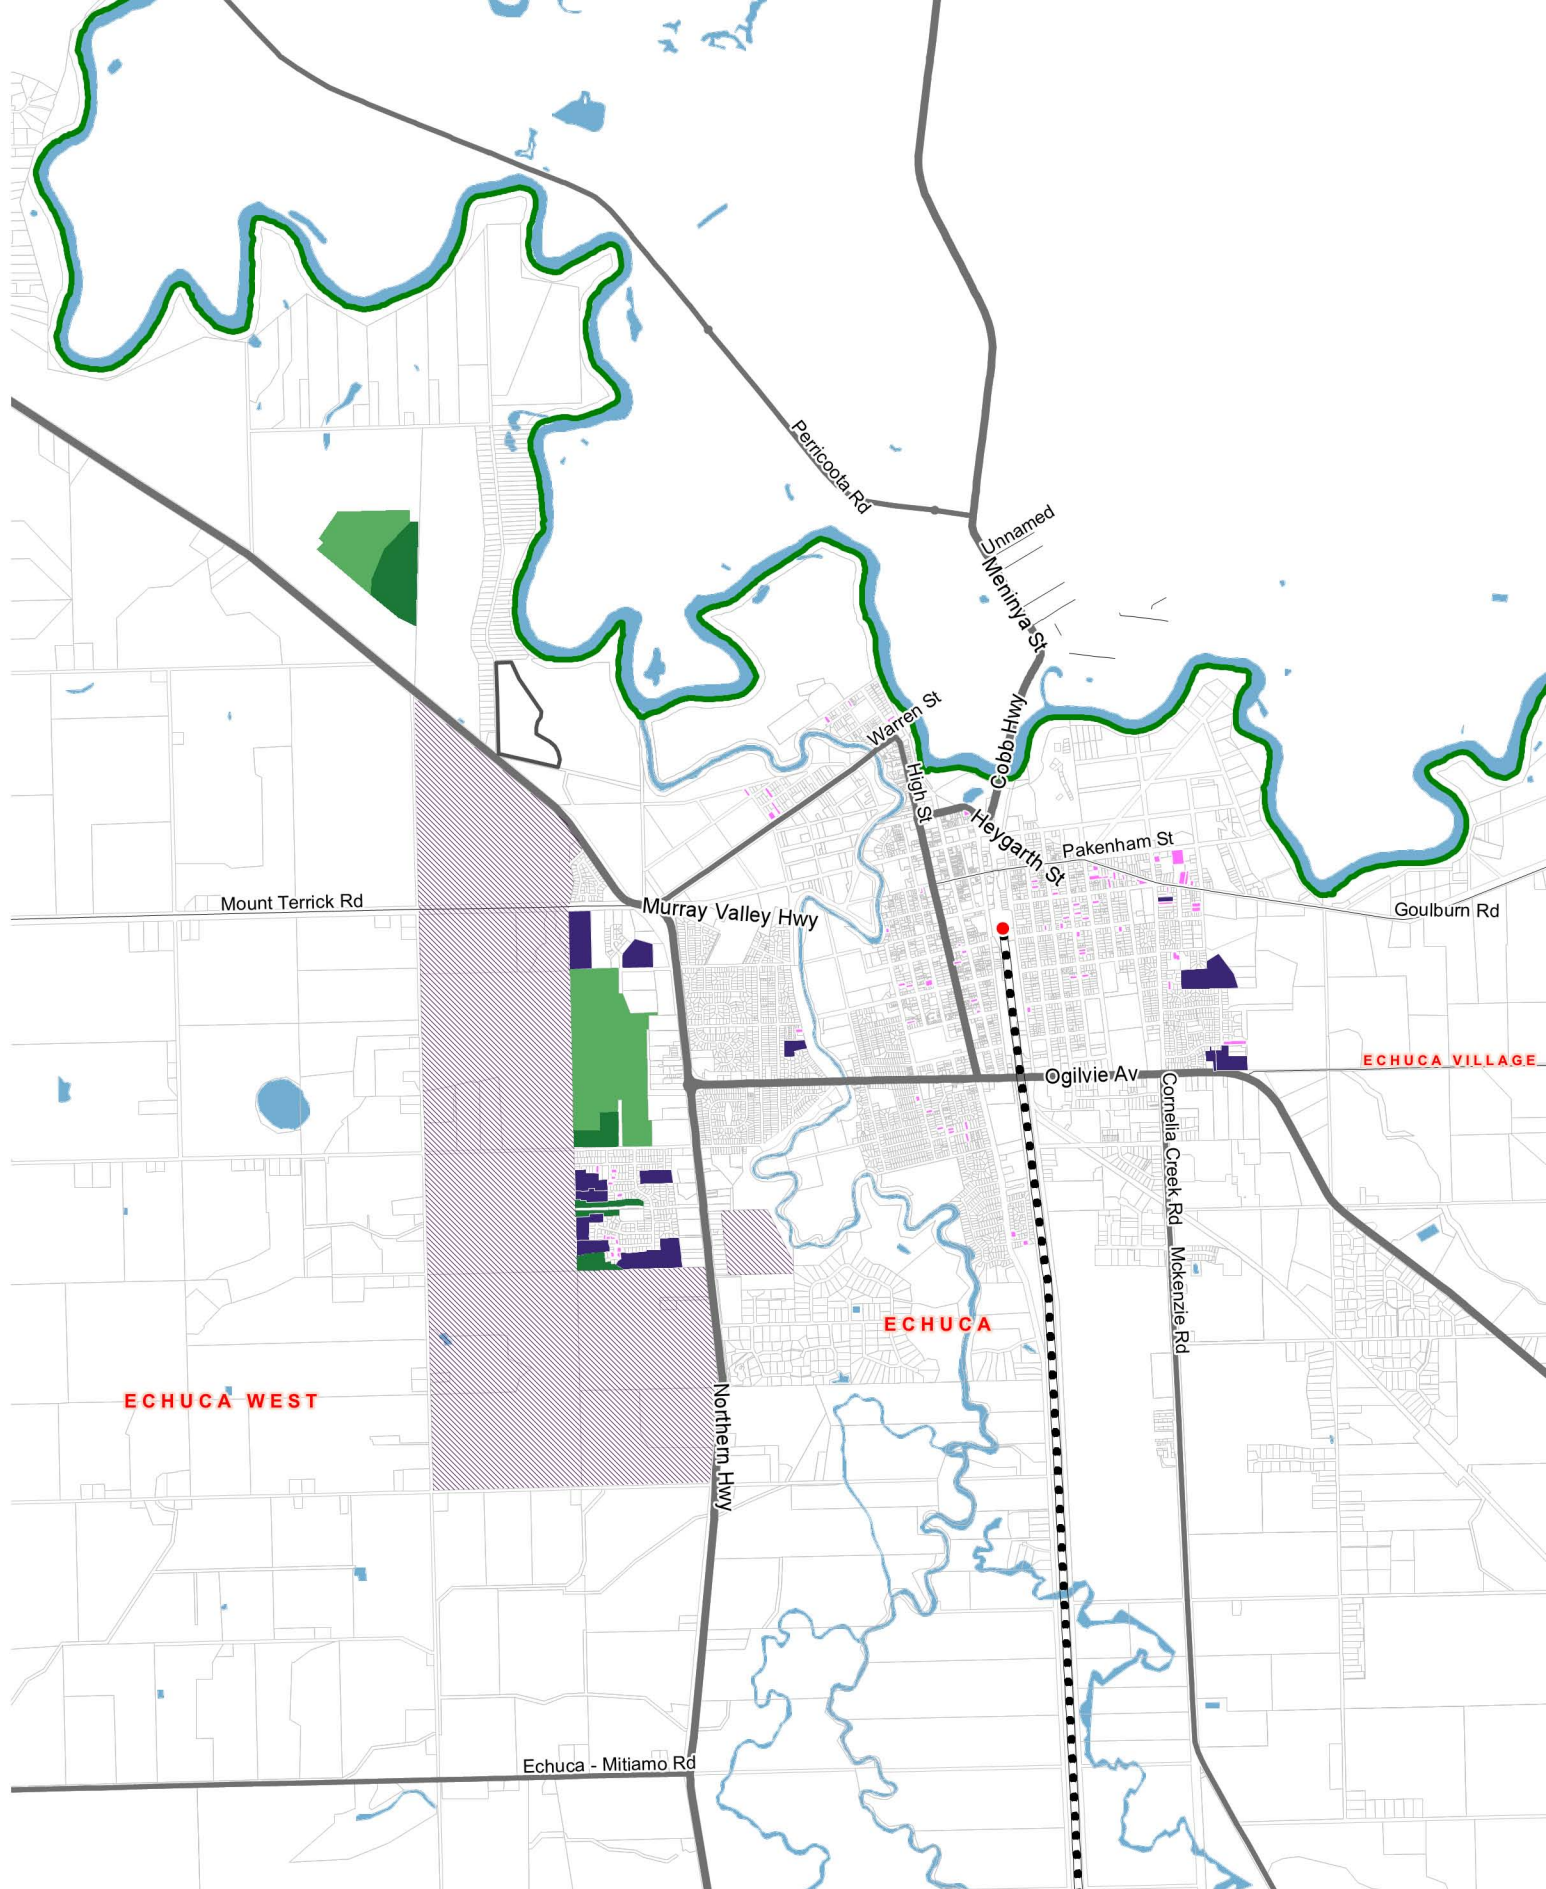 Perricoota Rd
Unnamed
Meninya St
Warren St
Cobb Hwy
High St
Heygarth St
Pakenham St
Mount Terrick Rd
Murray Valley Hwy
Goulburn Rd
ECHUCA VILLAGE
Ogilvie Av
Cornelia Creek Rd
Mckenzie Rd
ECHUCA
ECHUCA WEST
Northern Hwy
Echuca - Mitiamo Rd